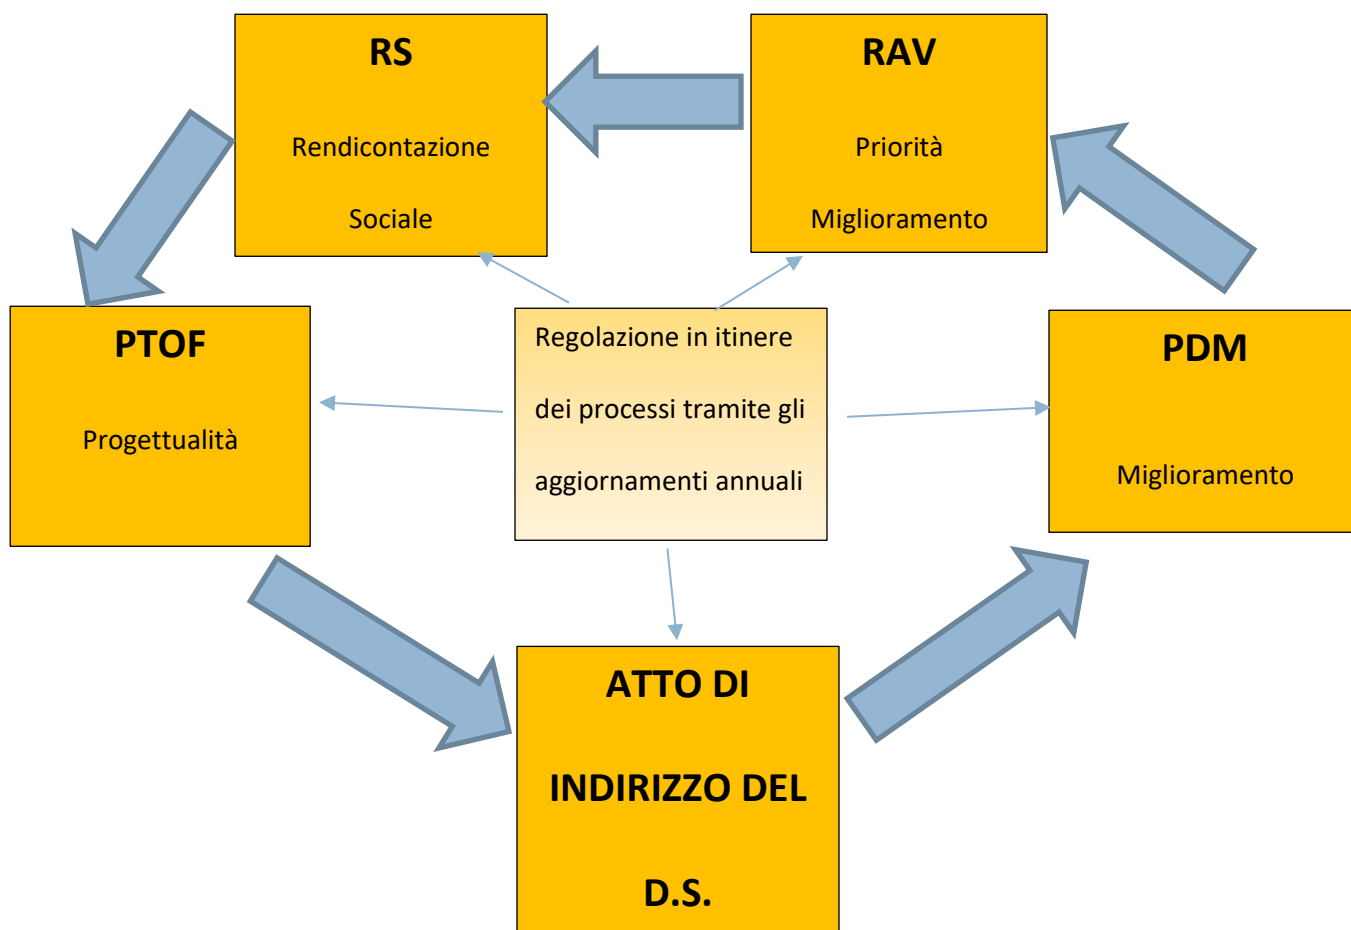 RS
Rendicontazione
Sociale
RAV
Priorità
Miglioramento
PTOF
Progettualità
Regolazione in itinere
dei processi tramite gli
aggiornamenti annuali
PDM
Miglioramento
ATTO DI
INDIRIZZO DEL
D.S.